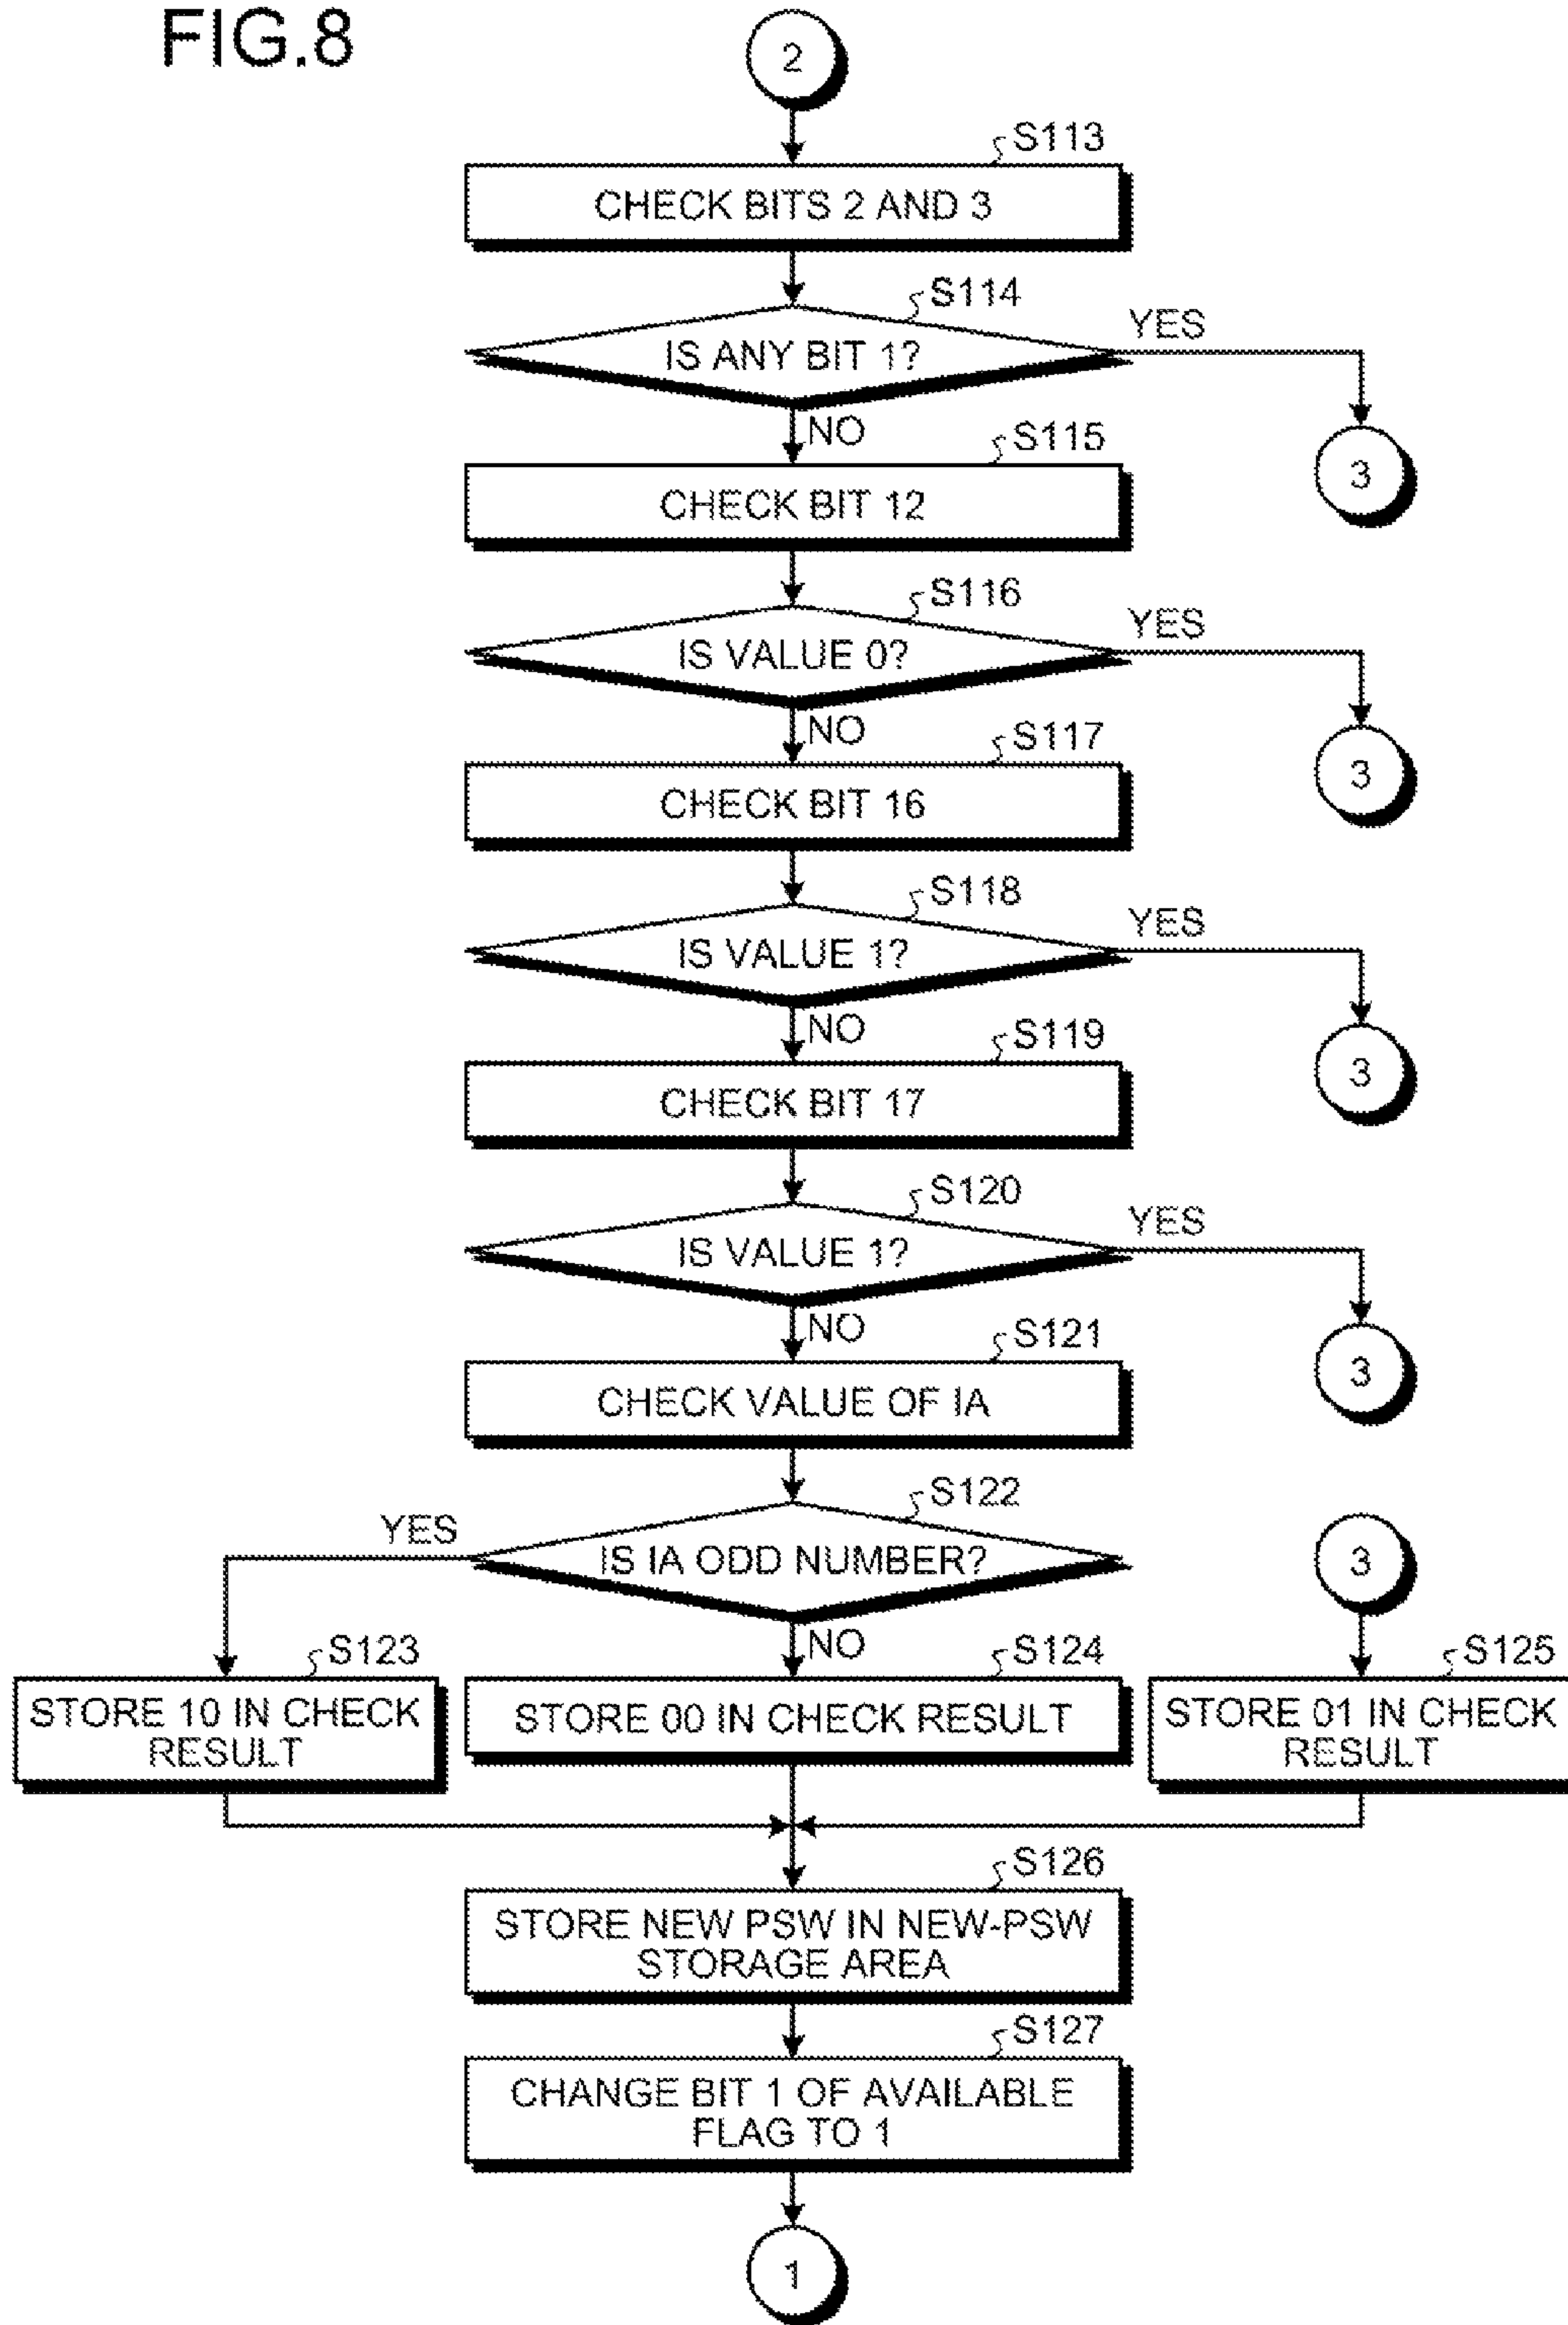 FIG.8
2
S113
CHECK BITS 2 AND 3
S114
IS ANY BIT 1?
YES
NO
3
S115
CHECK BIT 12
S116
IS VALUE 0?
YES
NO
3
S117
CHECK BIT 16
S118
IS VALUE 1?
YES
NO
3
S119
CHECK BIT 17
S120
IS VALUE 1?
YES
NO
3
S121
CHECK VALUE OF IA
S122
IS IA ODD NUMBER?
YES
NO
3
S123
STORE 10 IN CHECK
RESULT
S124
STORE 00 IN CHECK RESULT
S125
STORE 01 IN CHECK
RESULT
S126
STORE NEW PSW IN NEW-PSW
STORAGE AREA
S127
CHANGE BIT 1 OF AVAILABLE
FLAG TO 1
1